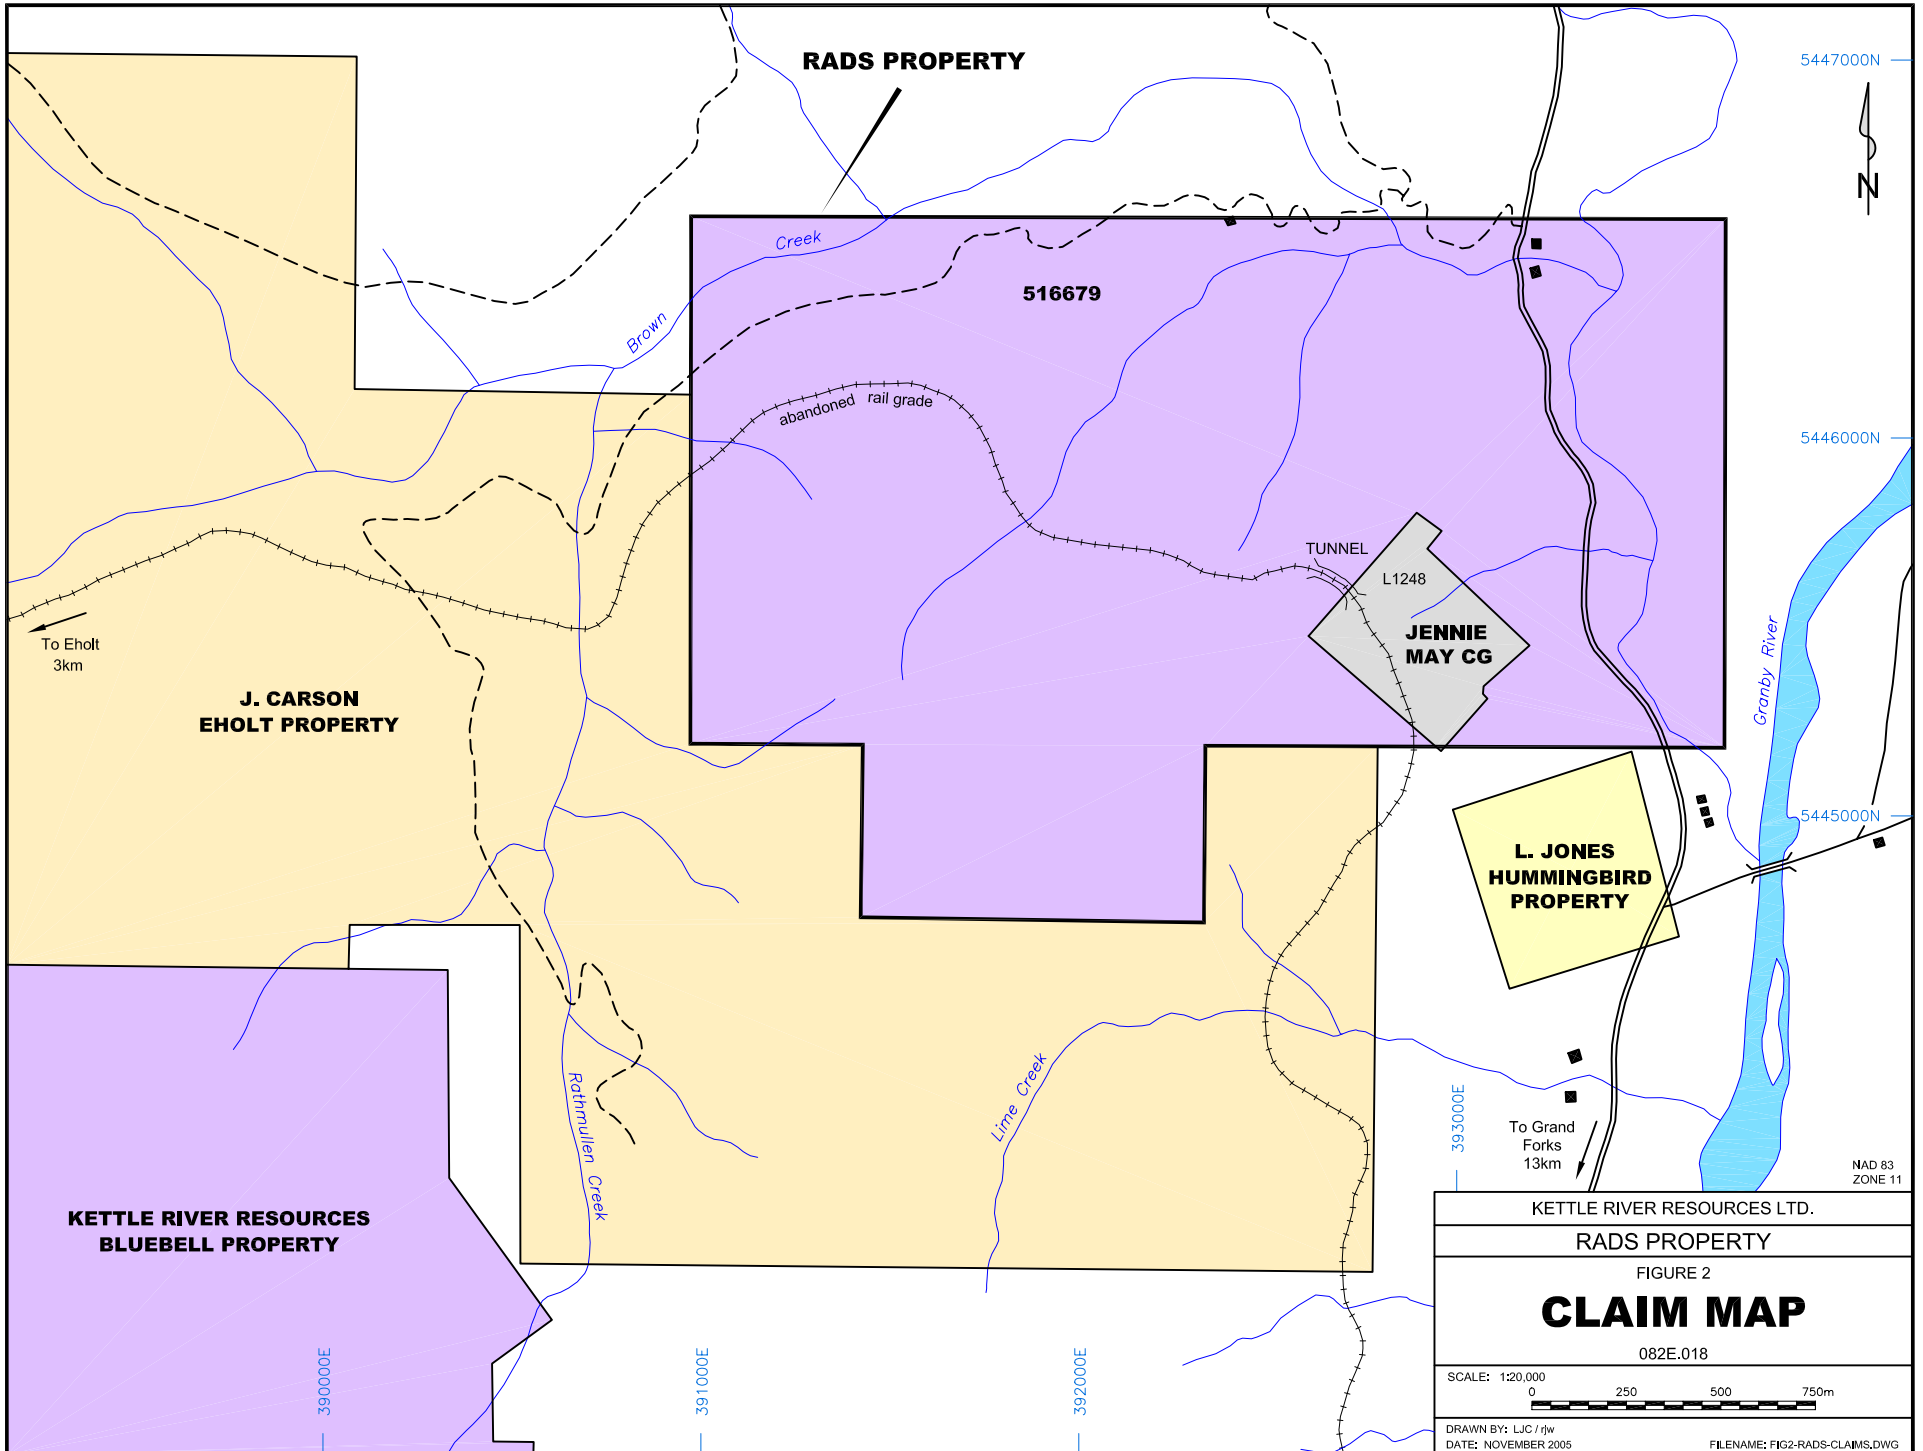 RADS PROPERTY
5447000N
N
Creek
516679
Brown
abandoned rail grade
5446000N
TUNNEL
L1248
JENNIE
MAY CG
Granby River
To Eholt
3km
J. CARSON
EHOLT PROPERTY
5445000N
L. JONES
HUMMINGBIRD
PROPERTY
Rathmullen Creek
Lime Creek
393000E
To Grand
Forks
13km
NAD 83
ZONE 11
KETTLE RIVER RESOURCES
BLUEBELL PROPERTY
390000E
391000E
392000E
KETTLE RIVER RESOURCES LTD.
RADS PROPERTY
FIGURE 2
CLAIM MAP
082E.018
SCALE: 1:20,000
0 250 500 750m
DRAWN BY: LJC / rjw
DATE: NOVEMBER 2005
FILENAME: FIG2-RADS-CLAIMS.DWG